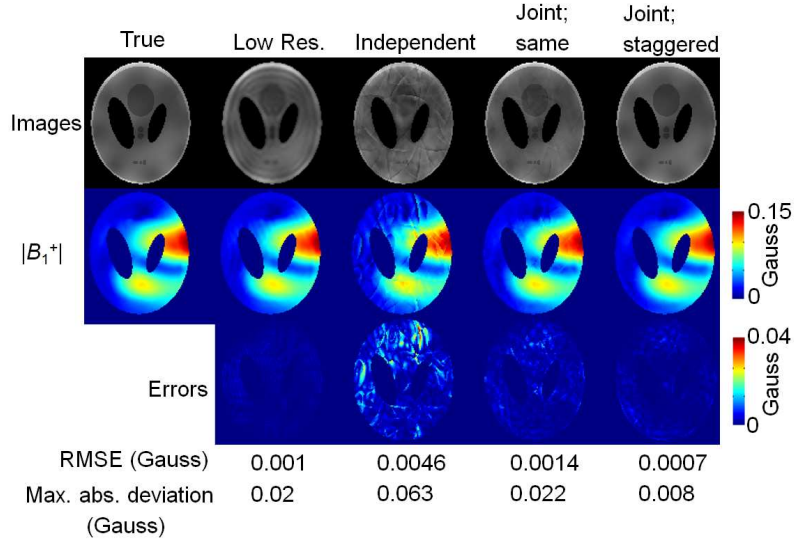 True
Low Res.
Independent
Joint;
same
Joint;
staggered
Images
|B₁⁺|
0.15
Gauss
0
Errors
0.04
Gauss
0
RMSE (Gauss)
0.001
0.0046
0.0014
0.0007
Max. abs. deviation
(Gauss)
0.02
0.063
0.022
0.008